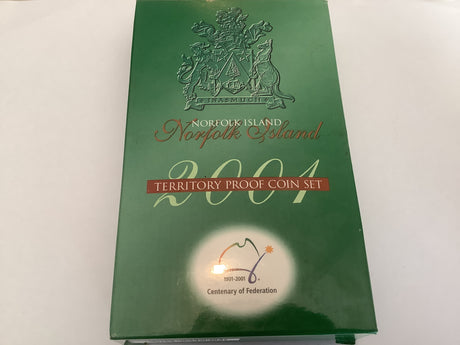 INASMUCH
NORFOLK ISLAND
Norfolk Island
2001
TERRITORY PROOF COIN SET
1901-2001
Centenary of Federation